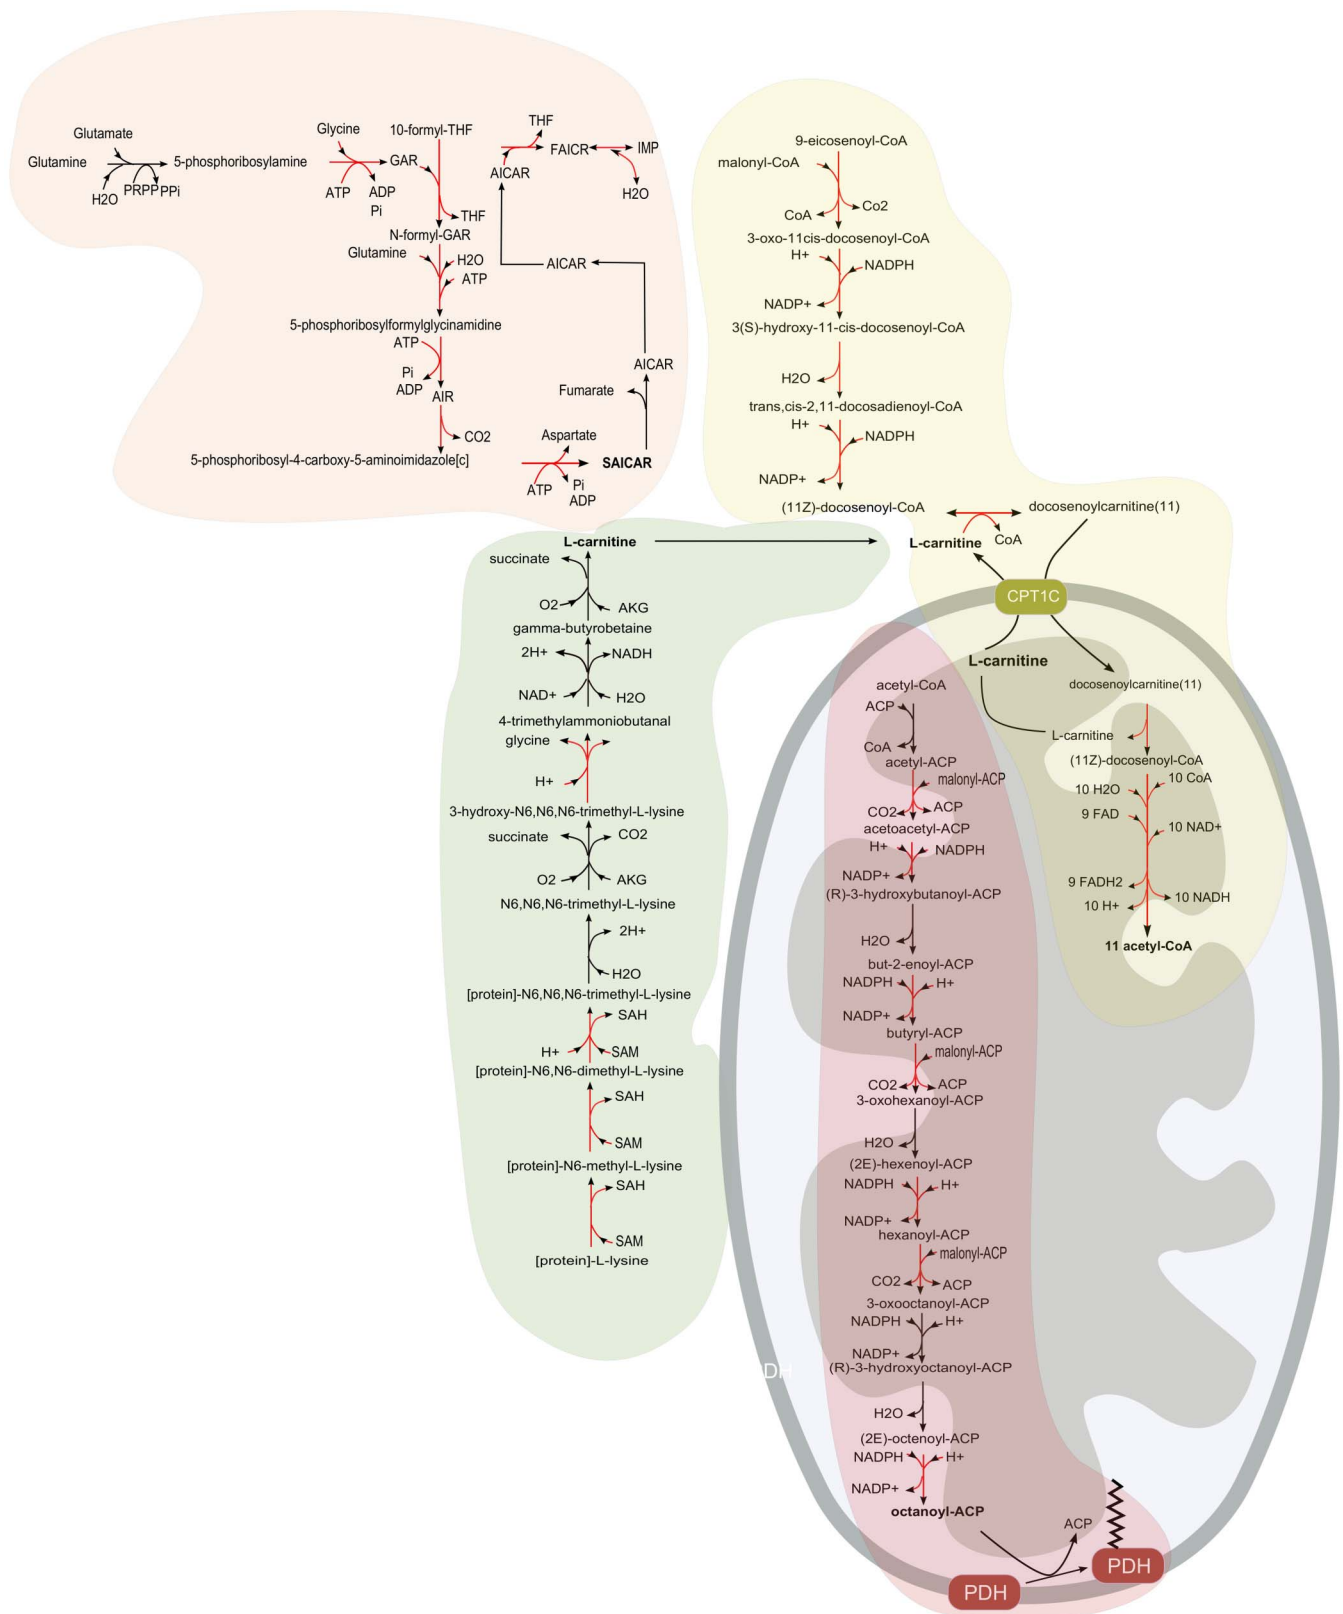 Glutamate
Glutamine
H2O
PRPP
PPi
5-phosphoribosylamine
Glycine
ATP
ADP
Pi
GAR
10-formyl-THF
THF
N-formyl-GAR
Glutamine
H2O
ATP
5-phosphoribosylformylglycinamidine
ATP
Pi
ADP
AIR
CO2
5-phosphoribosyl-4-carboxy-5-aminoimidazole[c]
Aspartate
ATP
Pi
ADP
SAICAR
Fumarate
AICAR
AICAR
AICAR
THF
FAICR
IMP
H2O
9-eicosenoyl-CoA
malonyl-CoA
CoA
Co2
3-oxo-11cis-docosenoyl-CoA
H+
NADPH
NADP+
3(S)-hydroxy-11-cis-docosenoyl-CoA
H2O
trans,cis-2,11-docosadienoyl-CoA
H+
NADPH
NADP+
(11Z)-docosenoyl-CoA
docosenoylcarnitine(11)
L-carnitine
CoA
CPT1C
L-carnitine
docosenoylcarnitine(11)
L-carnitine
(11Z)-docosenoyl-CoA
10 H2O
10 CoA
9 FAD
10 NAD+
9 FADH2
10 NADH
10 H+
11 acetyl-CoA
L-carnitine
succinate
O2
AKG
gamma-butyrobetaine
2H+
NADH
NAD+
H2O
4-trimethylammoniobutanal
glycine
H+
3-hydroxy-N6,N6,N6-trimethyl-L-lysine
succinate
CO2
O2
AKG
N6,N6,N6-trimethyl-L-lysine
2H+
H2O
[protein]-N6,N6,N6-trimethyl-L-lysine
SAH
H+
SAM
[protein]-N6,N6-dimethyl-L-lysine
SAH
SAM
[protein]-N6-methyl-L-lysine
SAH
SAM
[protein]-L-lysine
acetyl-CoA
ACP
CoA
acetyl-ACP
malonyl-ACP
CO2
ACP
acetoacetyl-ACP
H+
NADPH
NADP+
(R)-3-hydroxybutanoyl-ACP
H2O
but-2-enoyl-ACP
NADPH
H+
NADP+
butyryl-ACP
malonyl-ACP
CO2
ACP
3-oxohexanoyl-ACP
H2O
(2E)-hexenoyl-ACP
NADPH
H+
NADP+
hexanoyl-ACP
malonyl-ACP
CO2
ACP
3-oxooctanoyl-ACP
NADPH
H+
NADP+
(R)-3-hydroxyoctanoyl-ACP
H2O
(2E)-octenoyl-ACP
NADPH
H+
NADP+
octanoyl-ACP
ACP
PDH
PDH